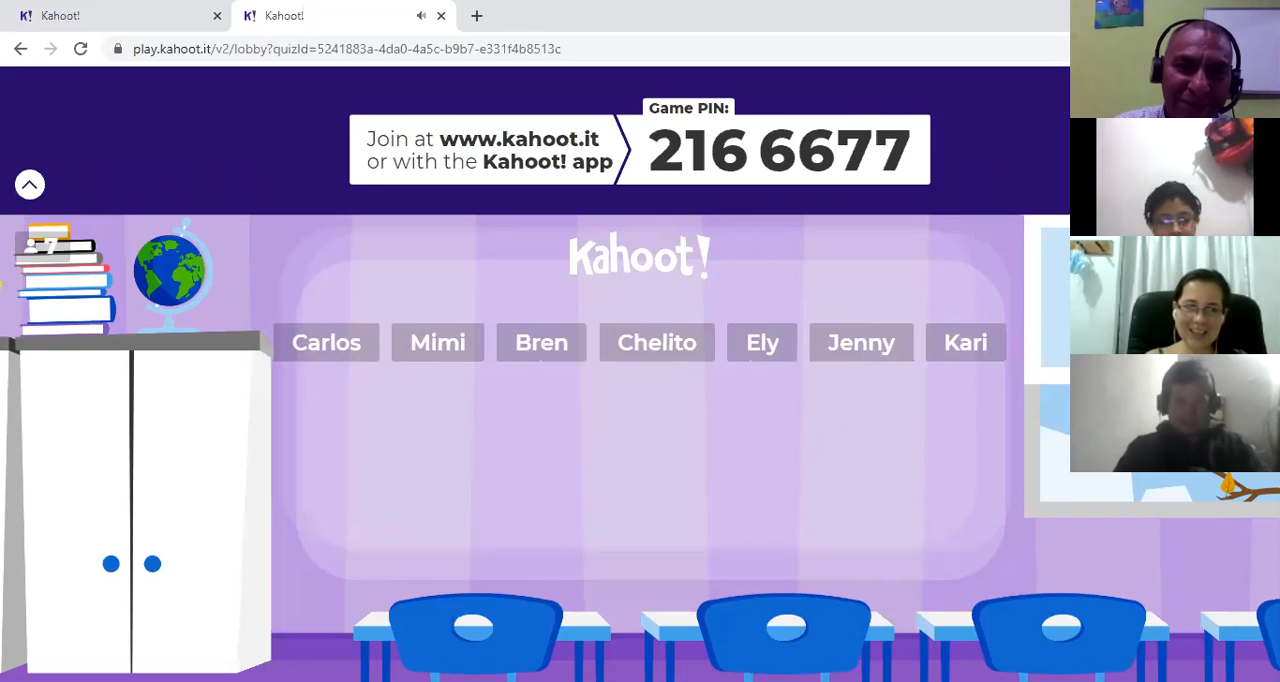 Kahoot!
Kahoot!
play.kahoot.it/v2/lobby?quizId=5241883a-4da0-4a5c-b9b7-e331f4b8513c
Game PIN:
Join at www.kahoot.it
or with the Kahoot! app
216 6677
7
Kahoot!
Carlos Mimi Bren Chelito Ely Jenny Kari